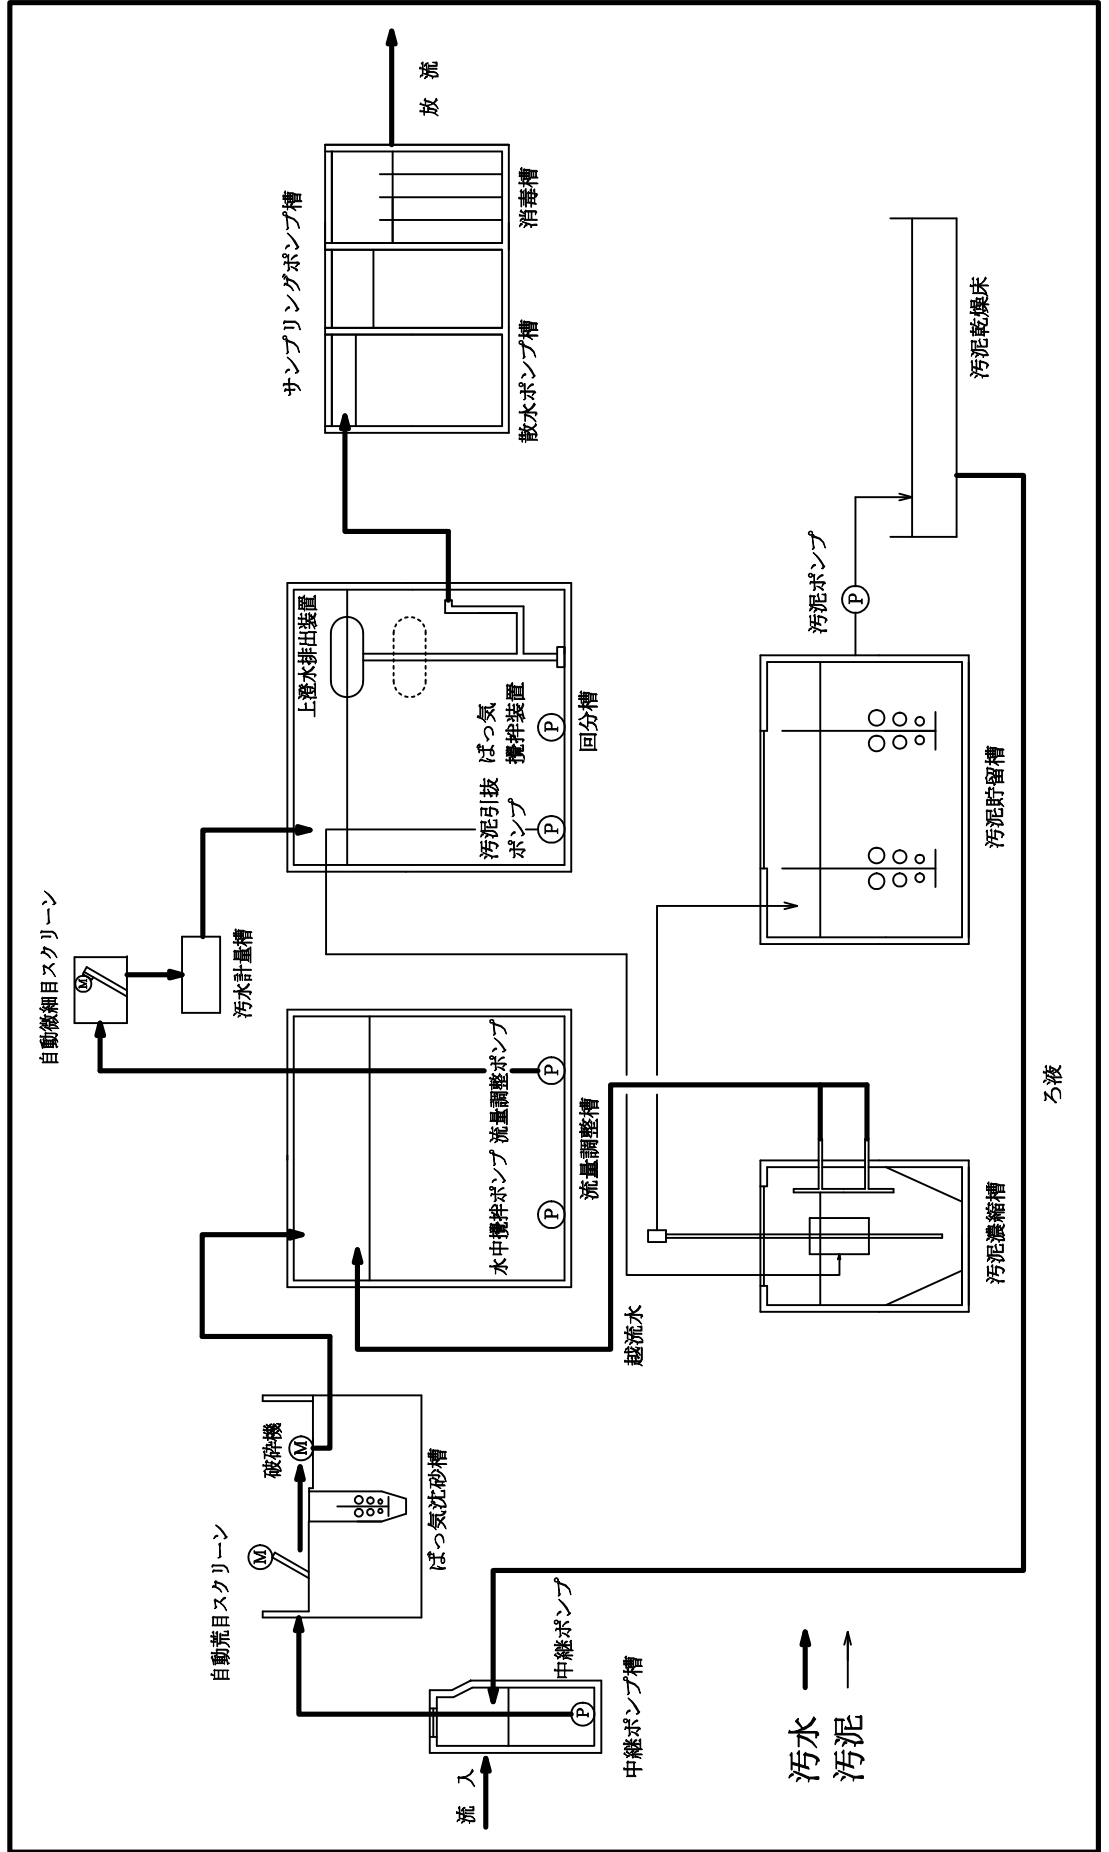 流 入
中継ポンプ槽
中継ポンプ
P
自動荒目スクリーン
M
破砕機
M
ばっ気沈砂槽
流量調整槽
水中攪拌ポンプ
P
流量調整ポンプ
P
自動微細目スクリーン
M
汚水計量槽
上澄水排出装置
汚泥引抜
ポンプ
P
ばっ気
攪拌装置
P
回分槽
サンプリングポンプ槽
散水ポンプ槽
消毒槽
放 流
越流水
汚泥濃縮槽
汚泥貯留槽
汚泥ポンプ
P
汚泥乾燥床
ろ液
汚水
汚泥